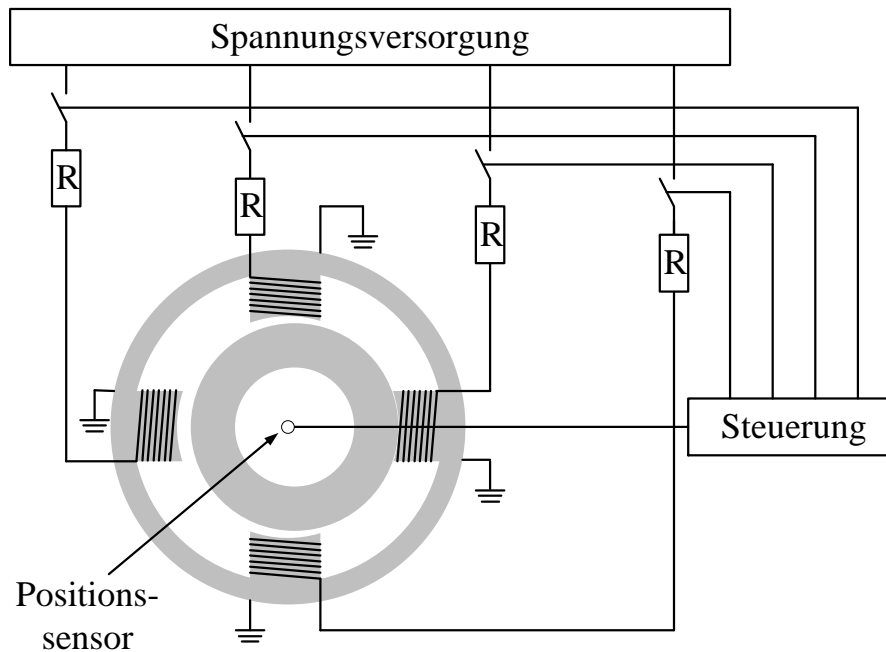 Spannungsversorgung
R
R
R
R
Steuerung
Positions-
sensor